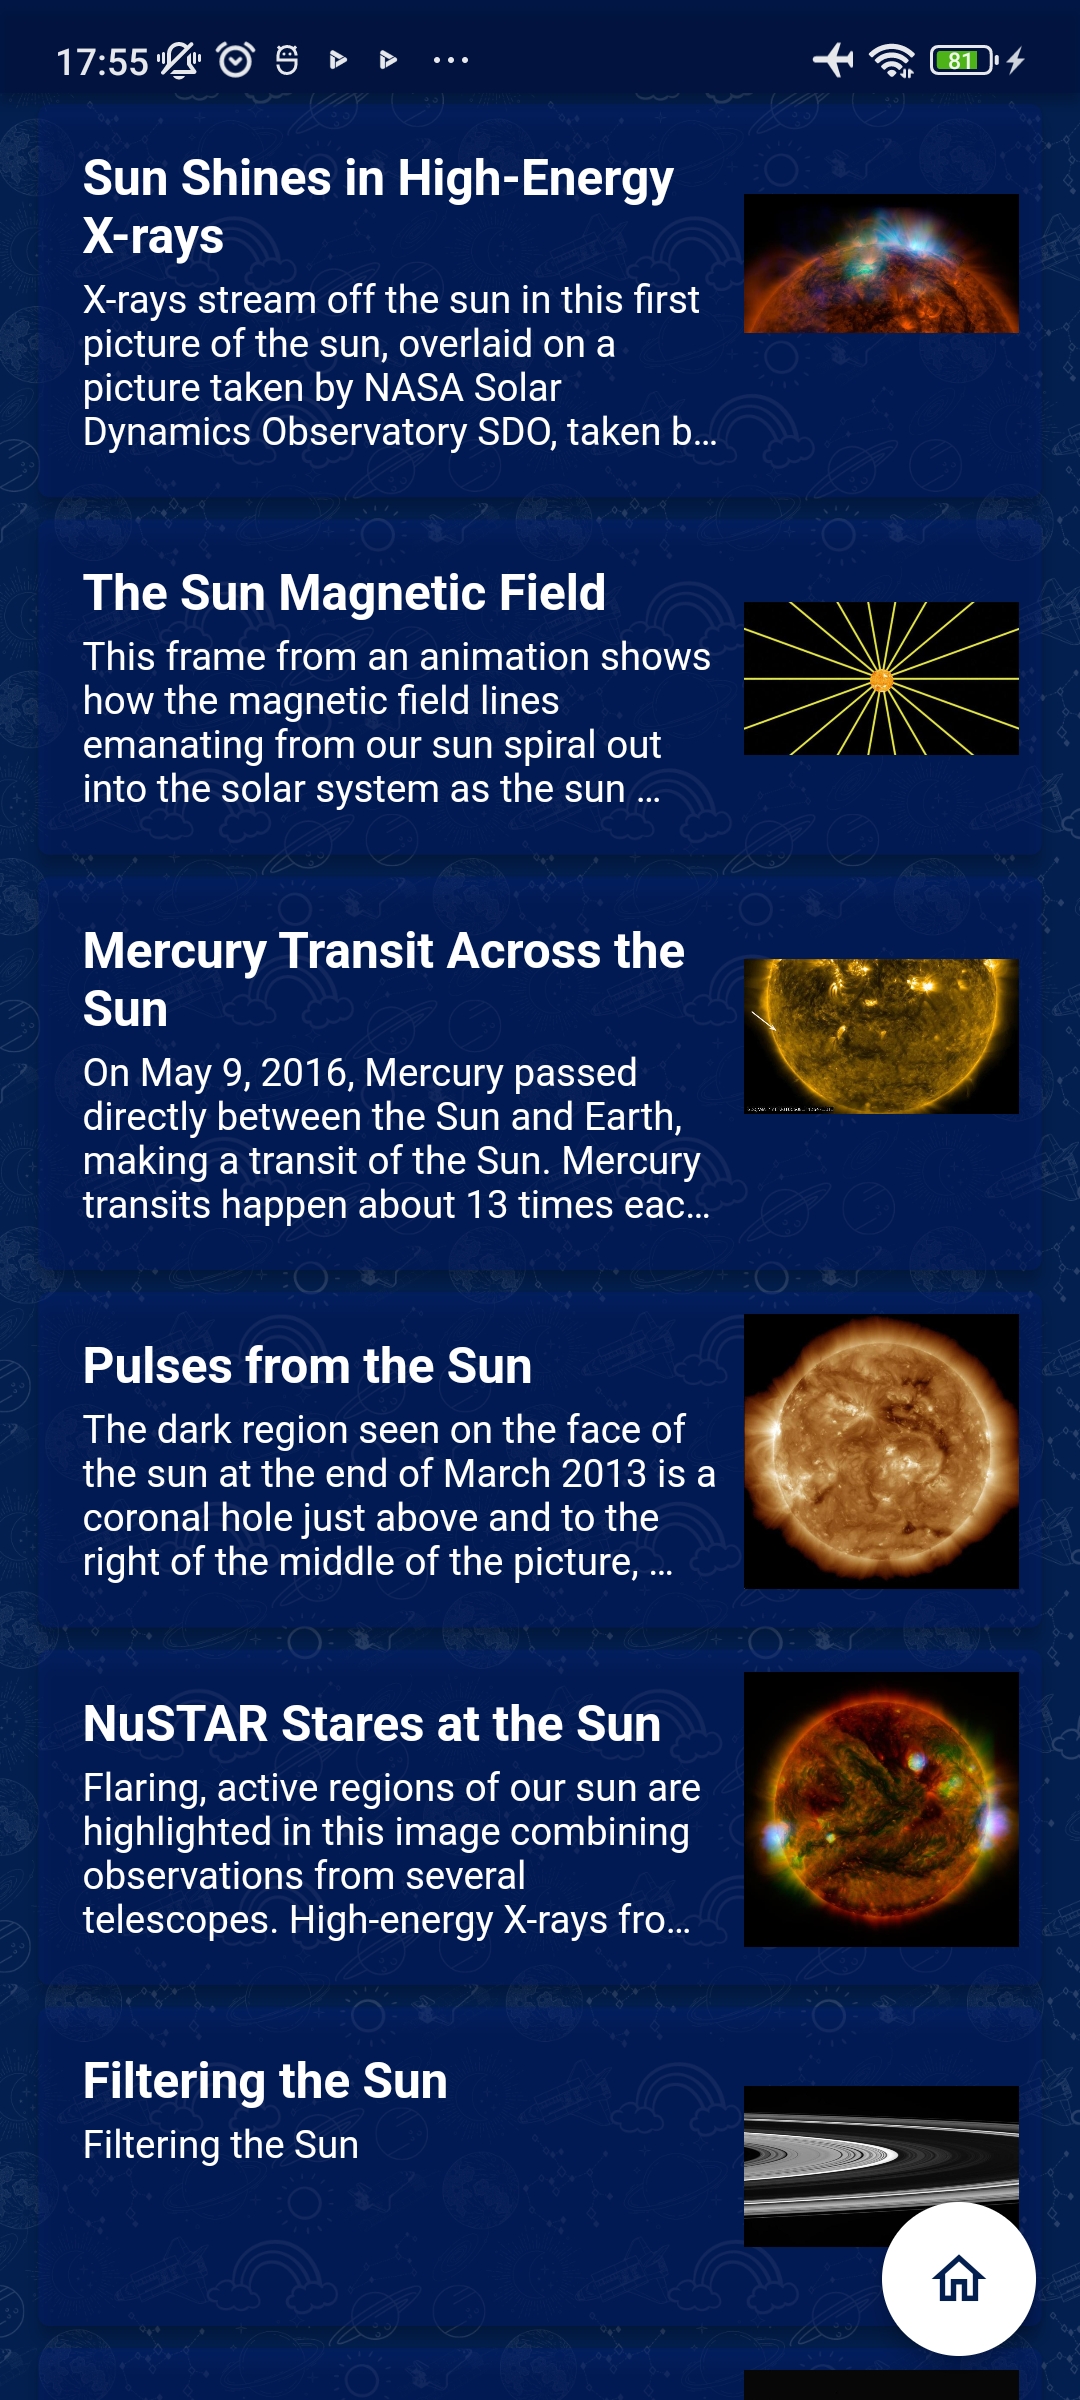 17:55
81
Sun Shines in High-Energy
X-rays
X-rays stream off the sun in this first
picture of the sun, overlaid on a
picture taken by NASA Solar
Dynamics Observatory SDO, taken b...
The Sun Magnetic Field
This frame from an animation shows
how the magnetic field lines
emanating from our sun spiral out
into the solar system as the sun ...
Mercury Transit Across the
Sun
On May 9, 2016, Mercury passed
directly between the Sun and Earth,
making a transit of the Sun. Mercury
transits happen about 13 times eac...
Pulses from the Sun
The dark region seen on the face of
the sun at the end of March 2013 is a
coronal hole just above and to the
right of the middle of the picture, ...
NuSTAR Stares at the Sun
Flaring, active regions of our sun are
highlighted in this image combining
observations from several
telescopes. High-energy X-rays fro...
Filtering the Sun
Filtering the Sun